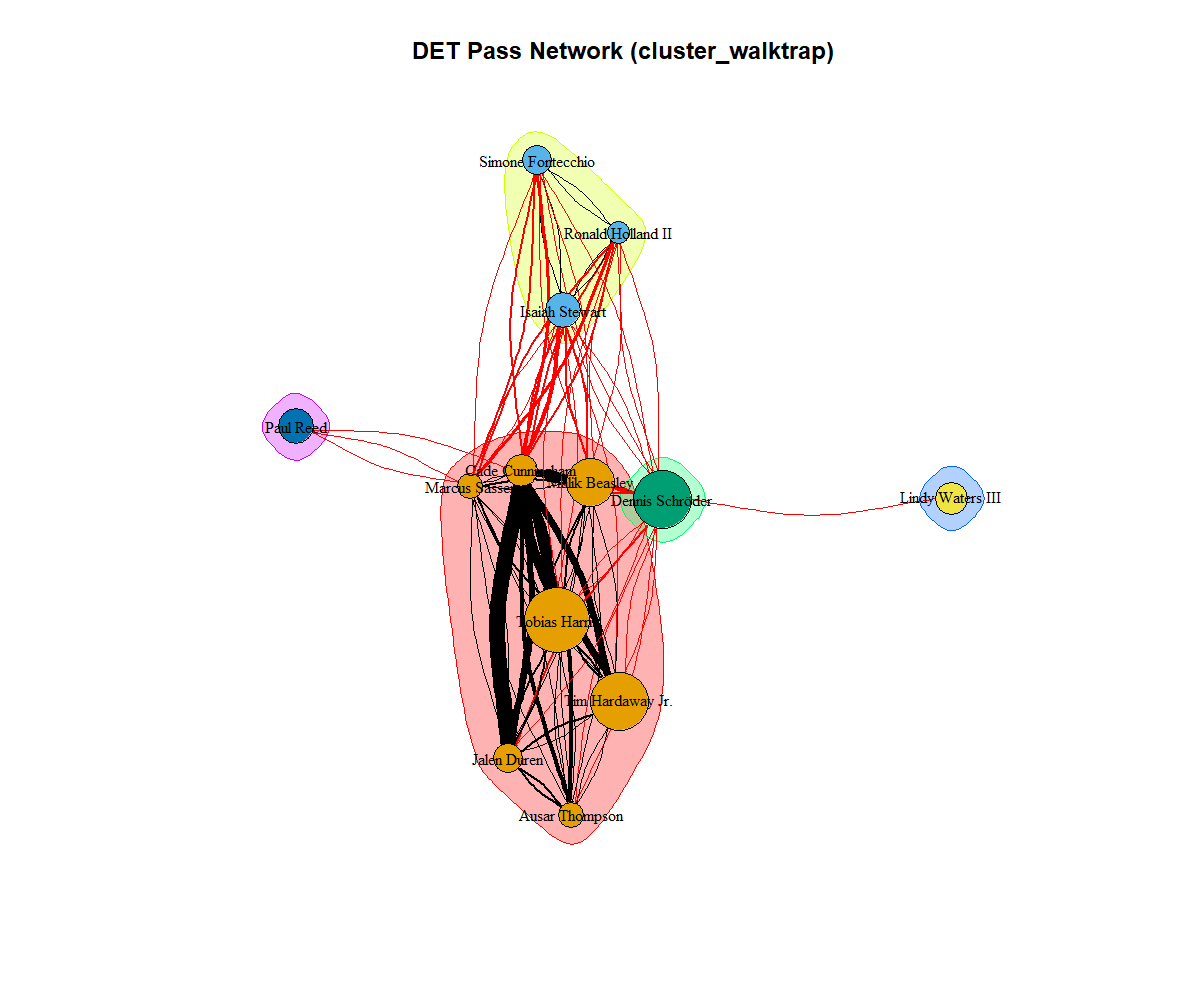 DET Pass Network (cluster_walktrap)
Simone Fontecchio
Ronald Holland II
Isaiah Stewart
Paul Reed
Cade Cunningham
Marcus Sasser
Malik Beasley
Dennis Schröder
Lindy Waters III
Tobias Harris
Tim Hardaway Jr.
Jalen Duren
Ausar Thompson